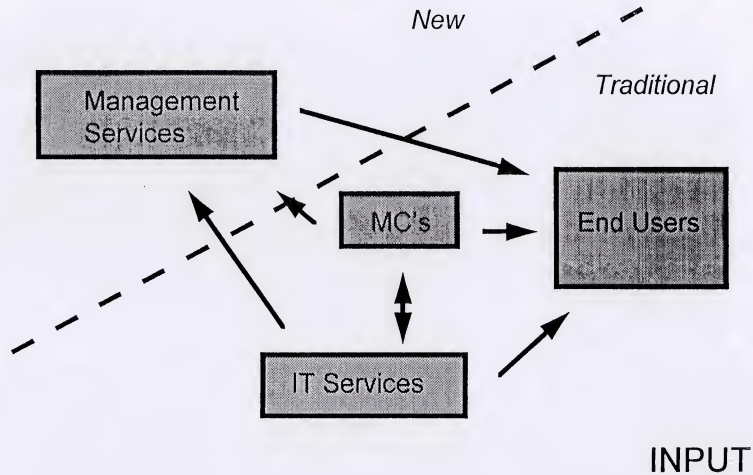 New
Traditional
Management
Services
MC's
End Users
IT Services
INPUT